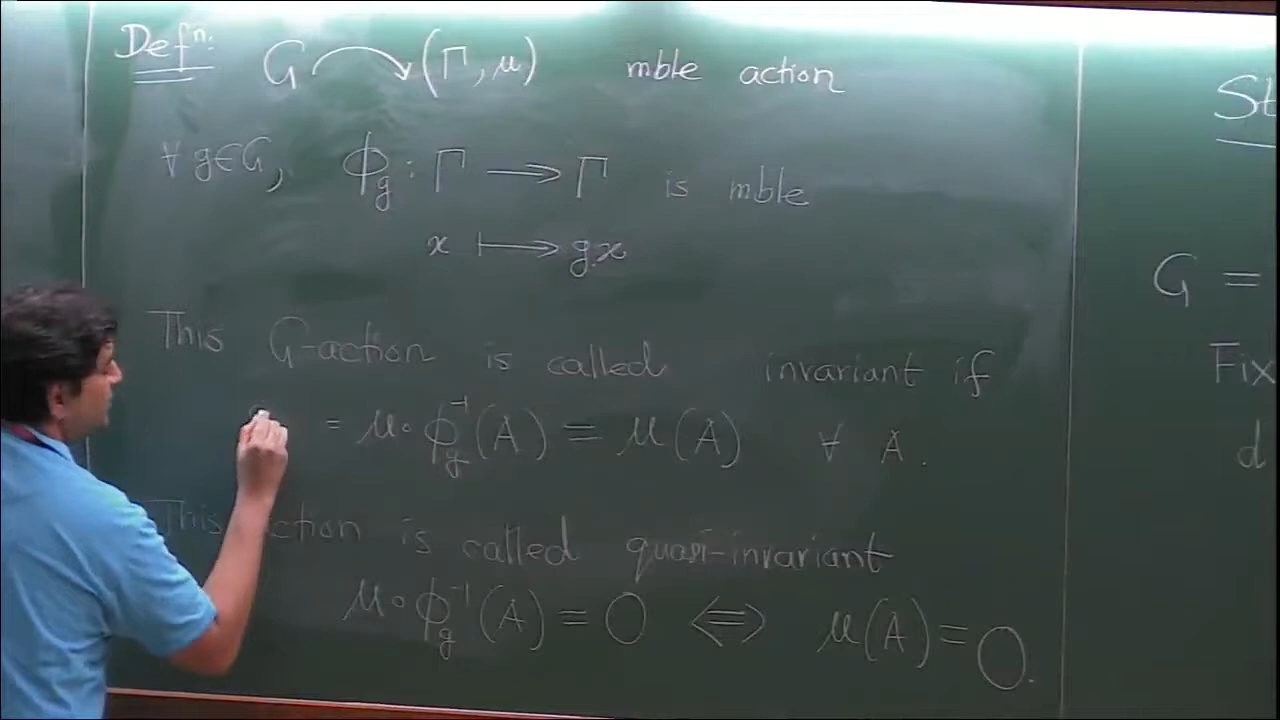 Defⁿ: G ↷ (Γ, μ) mble action
∀ g∈G, ϕ_g : Γ ⟶ Γ is mble
x ⟼ g.x
This G-action is called invariant if
= μ∘ϕ_g⁻¹(A) = μ(A) ∀ A.
This action is called quasi-invariant
μ∘ϕ_g⁻¹(A) = 0 ⟺ μ(A) = 0.
G =
Fix
d